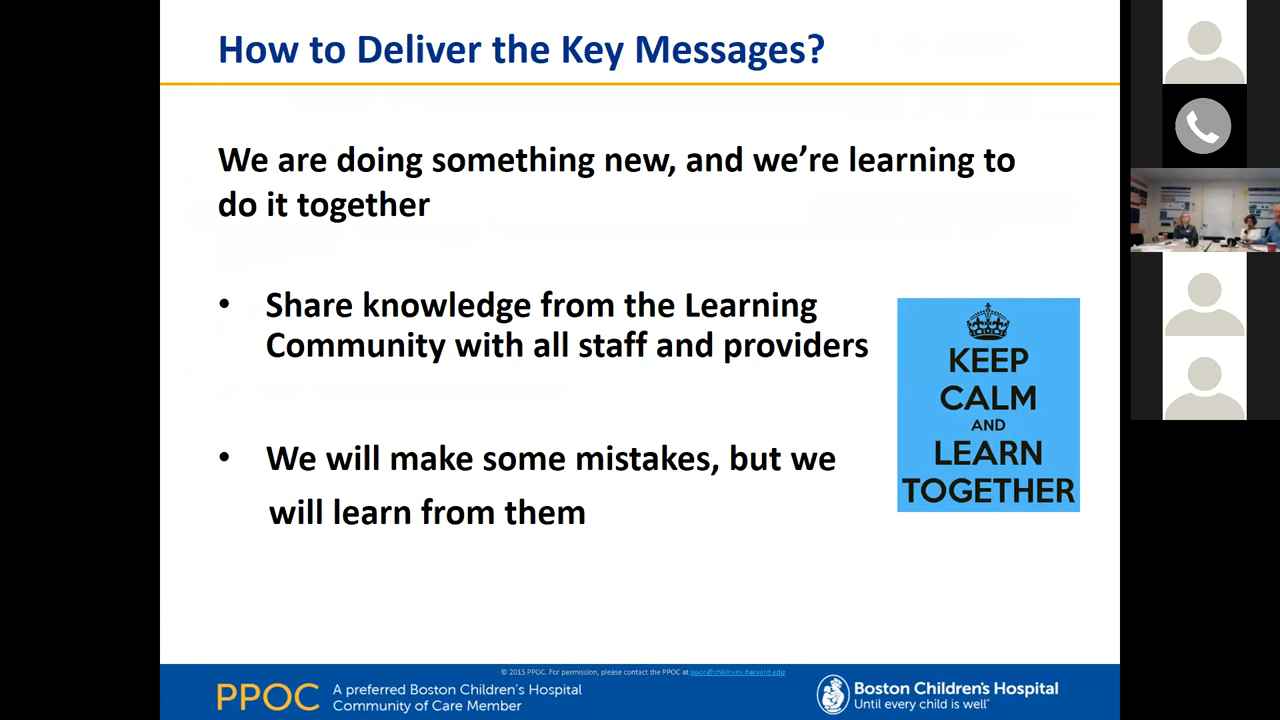 How to Deliver the Key Messages?
We are doing something new, and we’re learning to
do it together
• Share knowledge from the Learning
Community with all staff and providers
• We will make some mistakes, but we
will learn from them
KEEP
CALM
AND
LEARN
TOGETHER
© 2015 PPOC. For permission, please contact the PPOC at ppoc@childrens.harvard.edu
PPOC
A preferred Boston Children's Hospital
Community of Care Member
Boston Children's Hospital
Until every child is well™